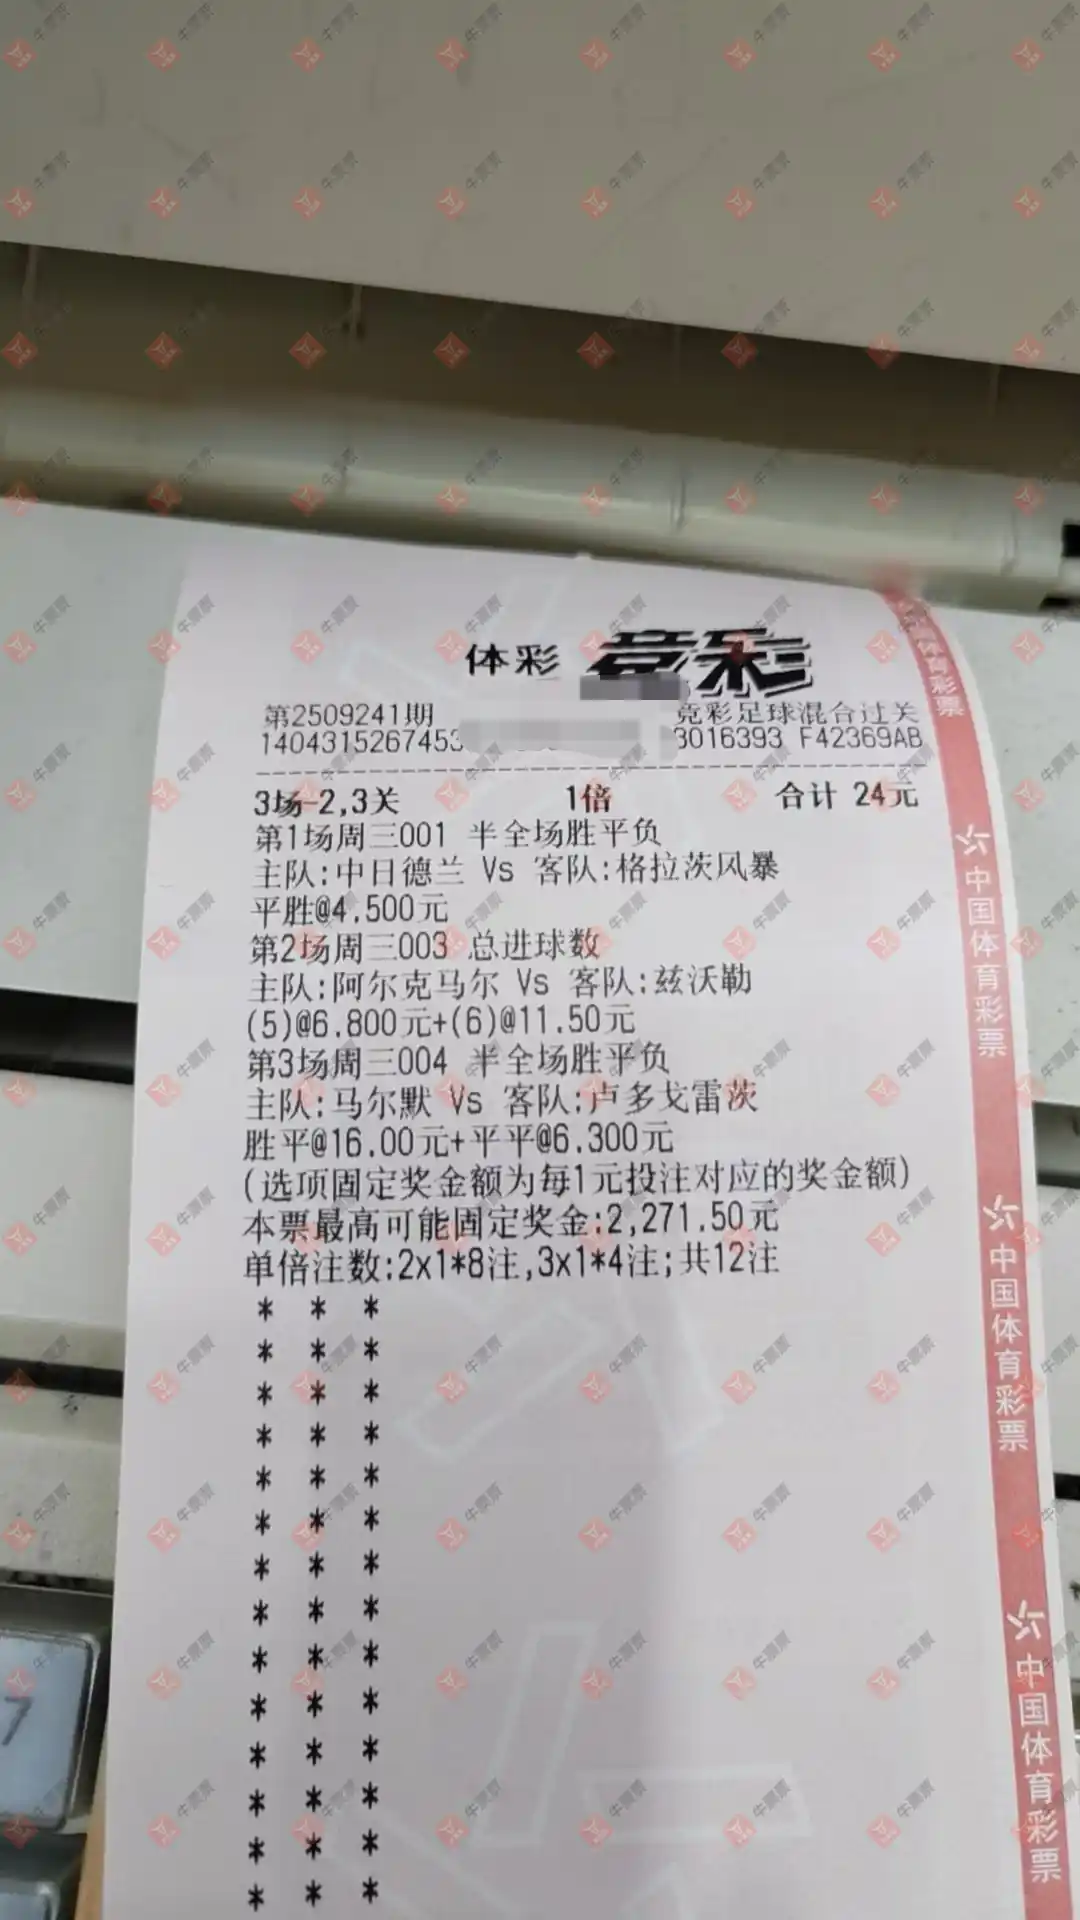 体彩 竞彩
第2509241期 竞彩足球混合过关
1404315267453 3016393 F42369AB
3场-2,3关 1倍 合计 24元
第1场周三001 半全场胜平负
主队:中日德兰 Vs 客队:格拉茨风暴
平胜@4.500元
第2场周三003 总进球数
主队:阿尔克马尔 Vs 客队:兹沃勒
(5)@6.800元+(6)@11.50元
第3场周三004 半全场胜平负
主队:马尔默 Vs 客队:卢多戈雷茨
胜平@16.00元+平平@6.300元
(选项固定奖金额为每1元投注对应的奖金额)
本票最高可能固定奖金:2,271.50元
单倍注数:2x1*8注,3x1*4注;共12注
* * *
* * *
* * *
* * *
* * *
* * *
* * *
* * *
* * *
* * *
* * *
* * *
* * *
* * *
中国体育彩票
中国体育彩票
中国体育彩票
中国体育彩票
7
牛票票